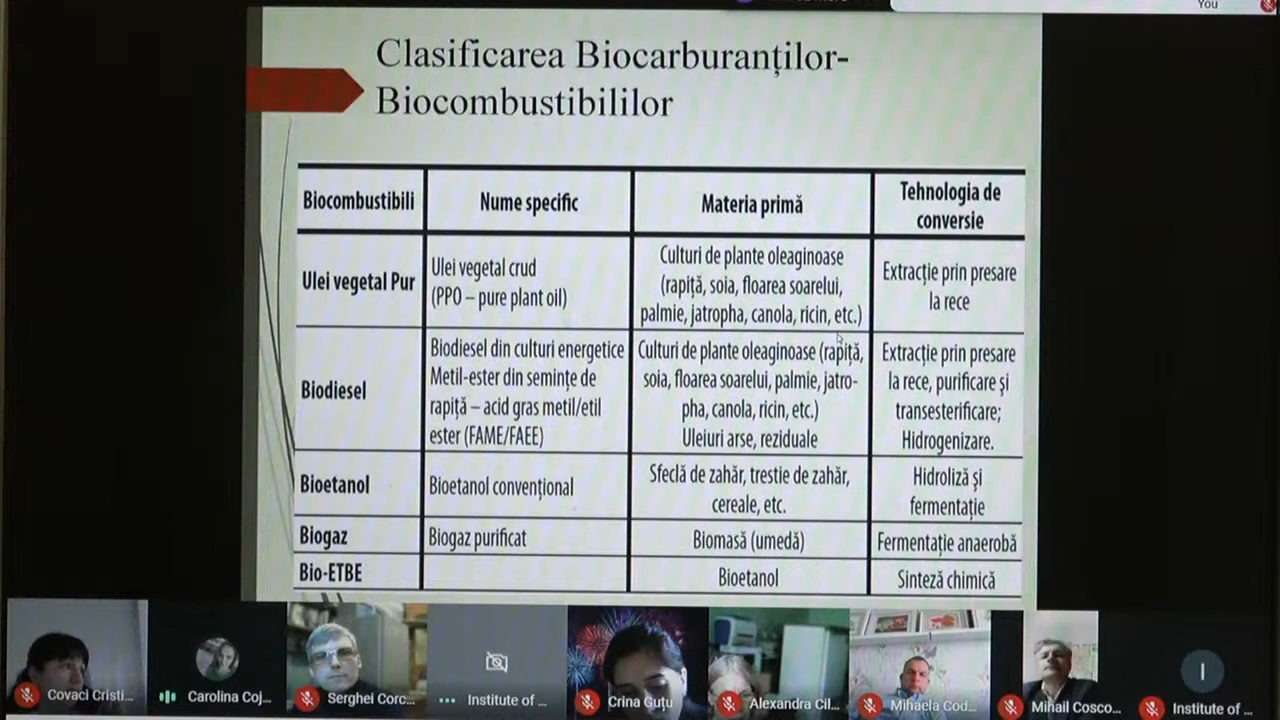 You
Clasificarea Biocarburanților-
Biocombustibililor
Biocombustibili
Nume specific
Materia primă
Tehnologia de
conversie
Ulei vegetal Pur
Ulei vegetal crud
(PPO – pure plant oil)
Culturi de plante oleaginoase
(rapiță, soia, floarea soarelui,
palmie, jatropha, canola, ricin, etc.)
Extracție prin presare
la rece
Biodiesel
Biodiesel din culturi energetice
Metil-ester din semințe de
rapiță – acid gras metil/etil
ester (FAME/FAEE)
Culturi de plante oleaginoase (rapiță,
soia, floarea soarelui, palmie, jatro-
pha, canola, ricin, etc.)
Uleiuri arse, reziduale
Extracție prin presare
la rece, purificare şi
transesterificare;
Hidrogenizare.
Bioetanol
Bioetanol convențional
Sfeclă de zahăr, trestie de zahăr,
cereale, etc.
Hidroliză şi
fermentație
Biogaz
Biogaz purificat
Biomasă (umedă)
Fermentație anaerobă
Bio-ETBE
Bioetanol
Sinteză chimică
Covaci Cristi...
Carolina Coj...
Serghei Corc...
Institute of ...
Crina Guțu
Alexandra Cil...
Mihaela Cod...
Mihail Cosco...
I
Institute of ...